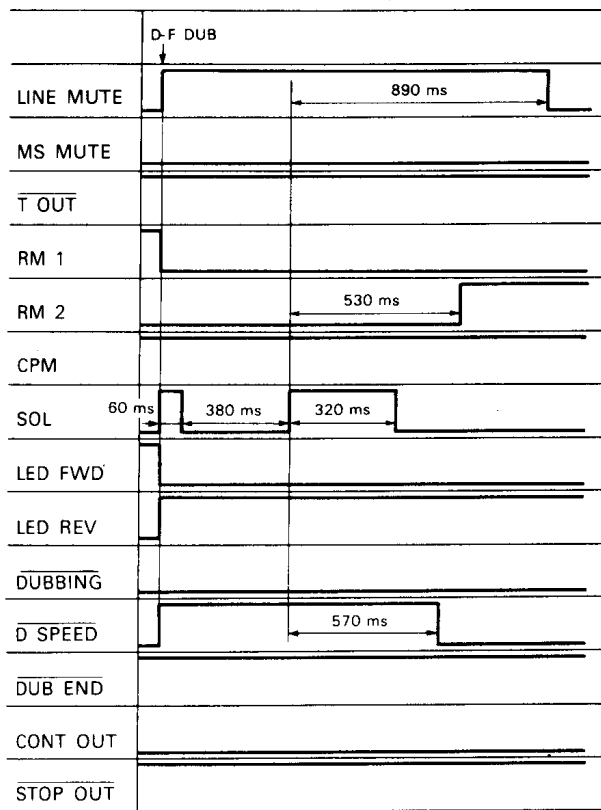 D-F DUB
LINE MUTE
890 ms
MS MUTE
T OUT
RM 1
RM 2
530 ms
CPM
SOL
60 ms
380 ms
320 ms
LED FWD
LED REV
DUBBING
D SPEED
570 ms
DUB END
CONT OUT
STOP OUT